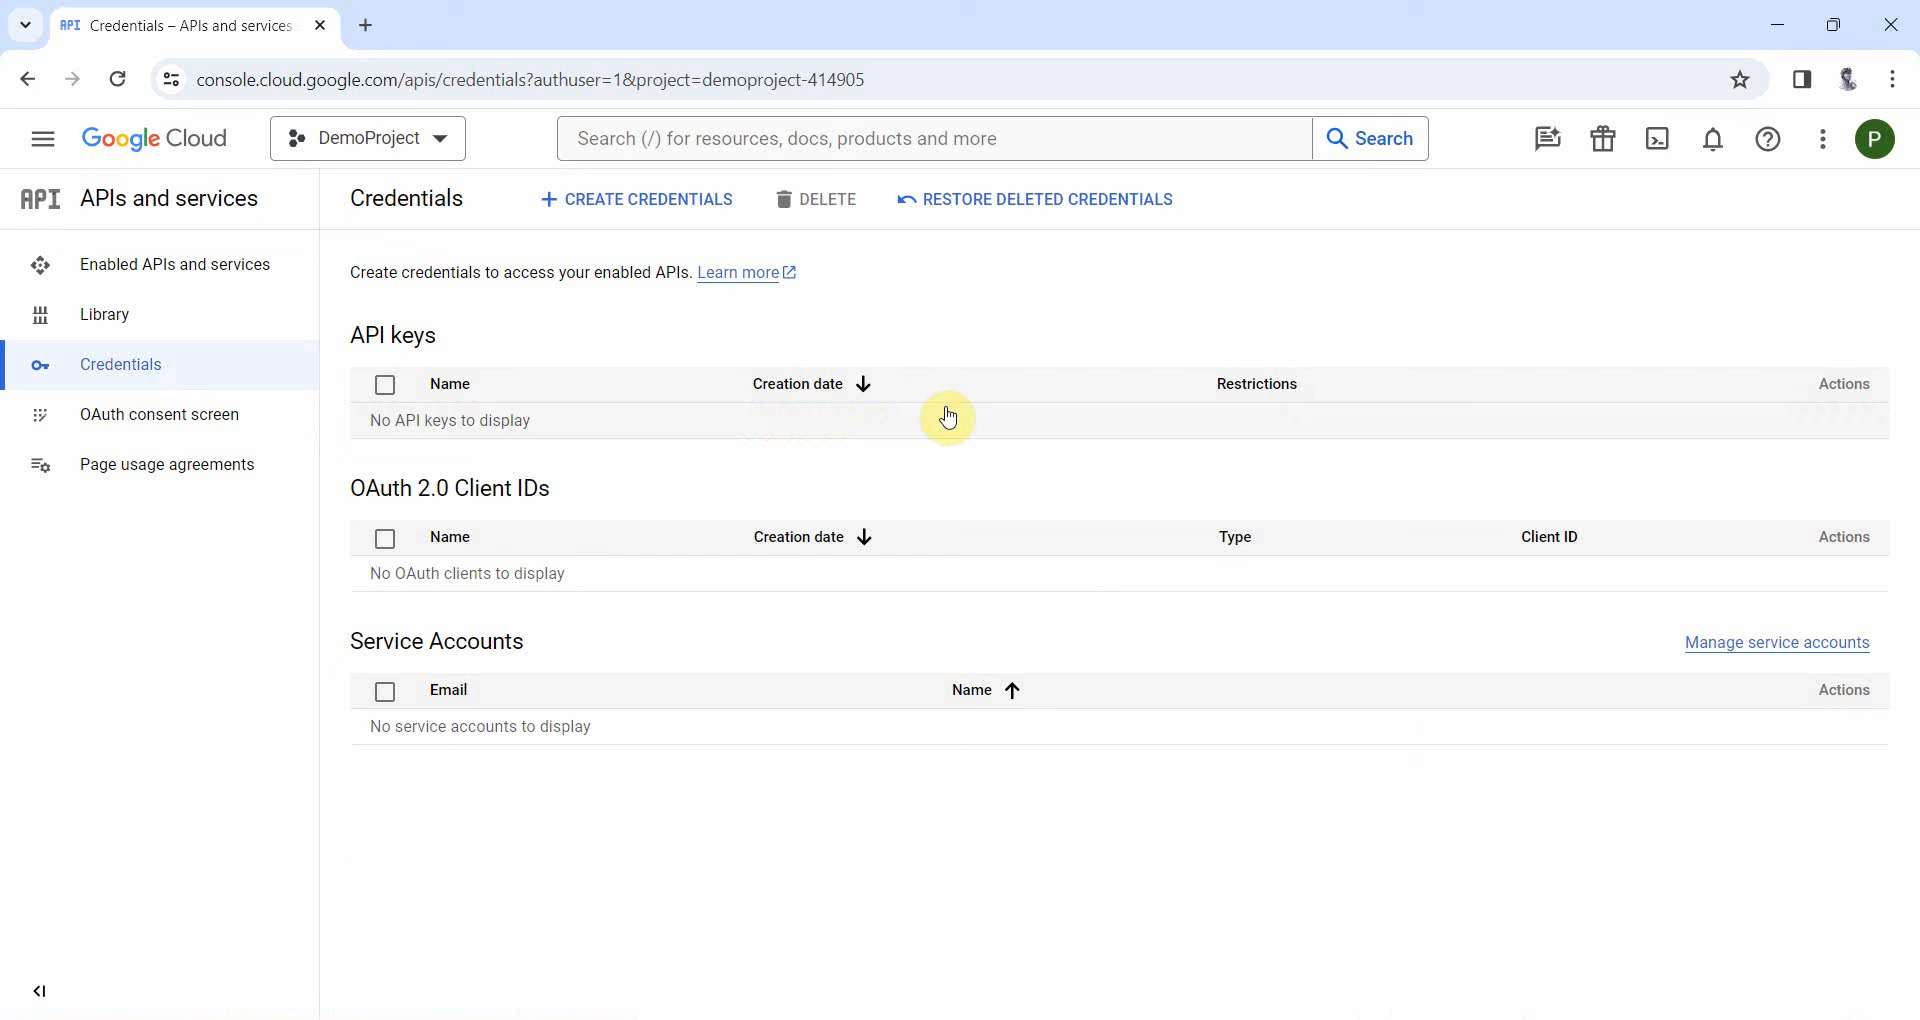 API Credentials – APIs and services
console.cloud.google.com/apis/credentials?authuser=1&project=demoproject-414905
Google Cloud
DemoProject
Search (/) for resources, docs, products and more
Search
P
API APIs and services
Credentials
CREATE CREDENTIALS
DELETE
RESTORE DELETED CREDENTIALS
Enabled APIs and services
Library
Credentials
OAuth consent screen
Page usage agreements
Create credentials to access your enabled APIs. Learn more
API keys
Name Creation date Restrictions Actions
No API keys to display
OAuth 2.0 Client IDs
Name Creation date Type Client ID Actions
No OAuth clients to display
Service Accounts
Manage service accounts
Email Name Actions
No service accounts to display